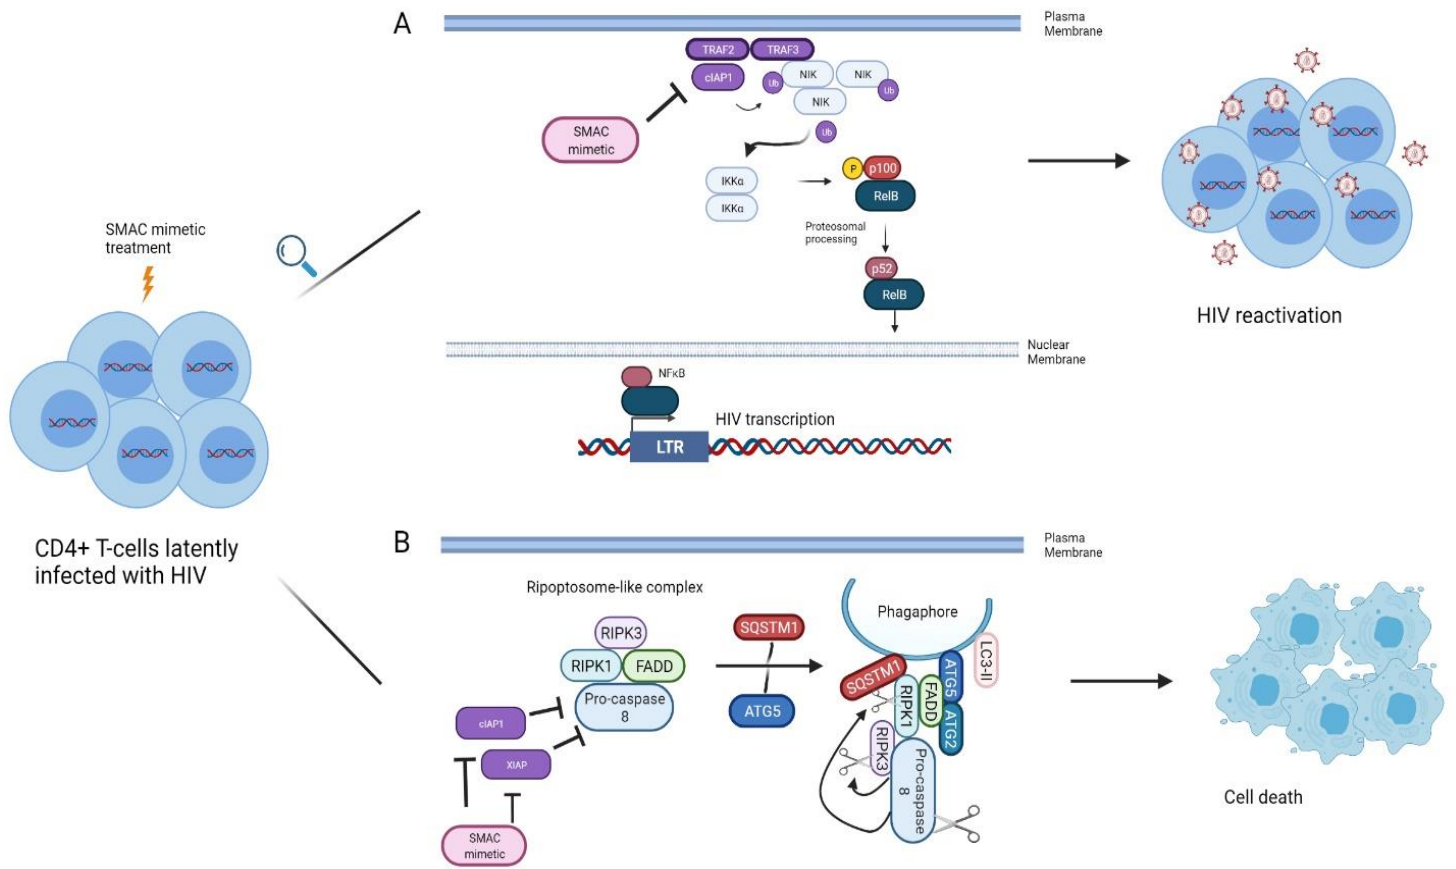 A
Plasma
Membrane
TRAF2
TRAF3
cIAP1
Ub
NIK
NIK
Ub
NIK
Ub
SMAC
mimetic
IKKα
IKKα
P
p100
RelB
Proteosomal
processing
p52
RelB
Nuclear
Membrane
NFκB
HIV transcription
LTR
HIV reactivation
SMAC mimetic
treatment
CD4+ T-cells latently
infected with HIV
B
Plasma
Membrane
Ripoptosome-like complex
RIPK3
RIPK1
FADD
Pro-caspase
8
cIAP1
XIAP
SMAC
mimetic
SQSTM1
ATG5
Phagaphore
LC3-II
SQSTM1
RIPK1
FADD
ATG5
ATG2
RIPK3
Pro-caspase
8
Cell death